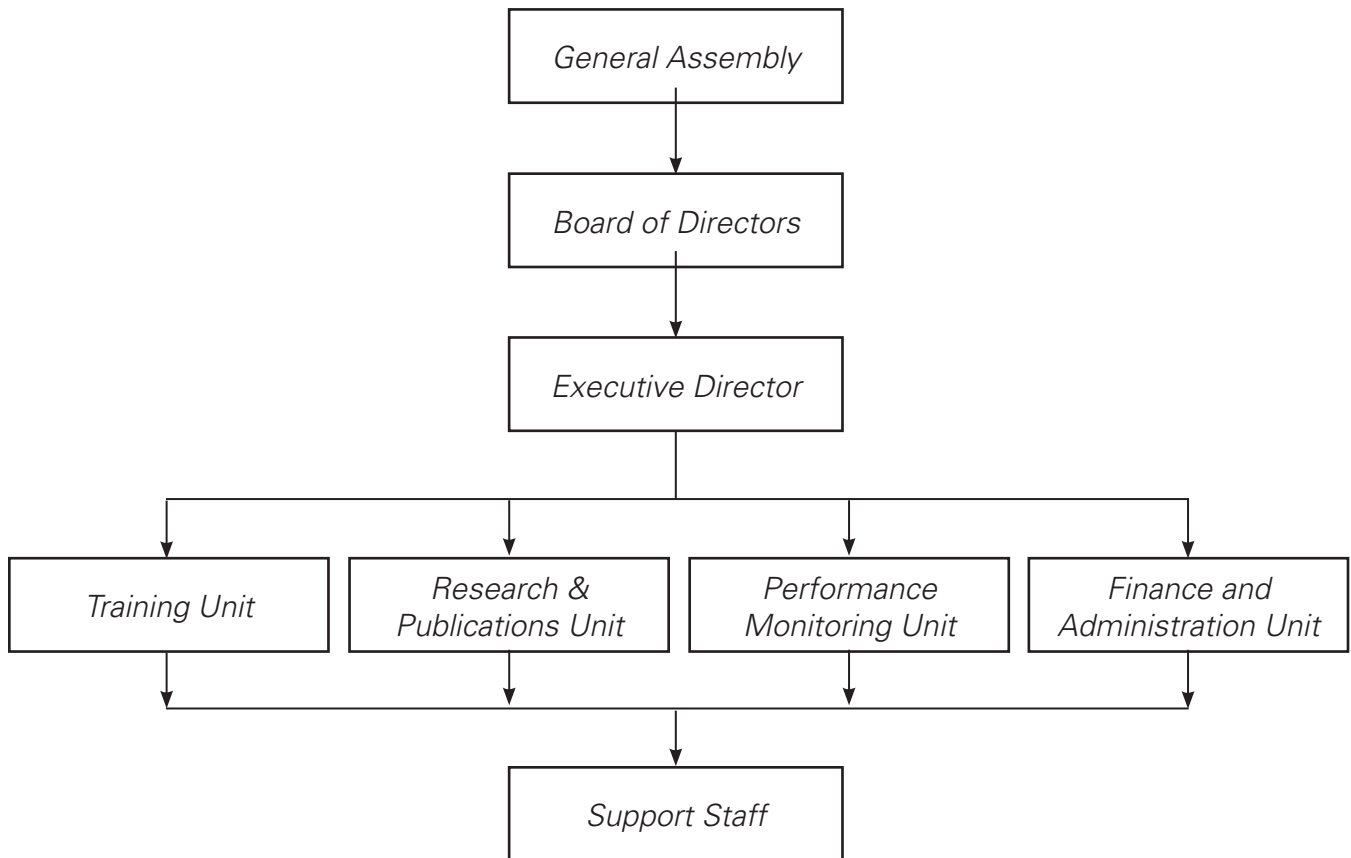 General Assembly
Board of Directors
Executive Director
Training Unit
Research &
Publications Unit
Performance
Monitoring Unit
Finance and
Administration Unit
Support Staff